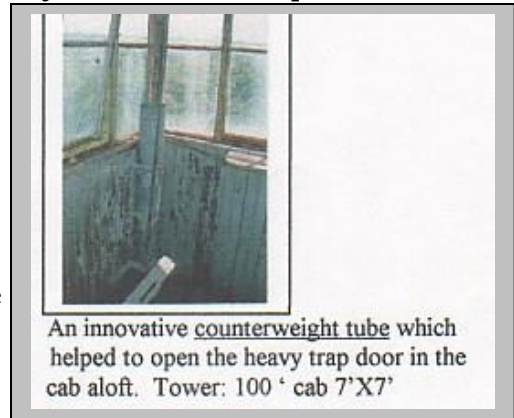 An innovative counterweight tube which
helped to open the heavy trap door in the
cab aloft. Tower: 100 ‘ cab 7’X7’